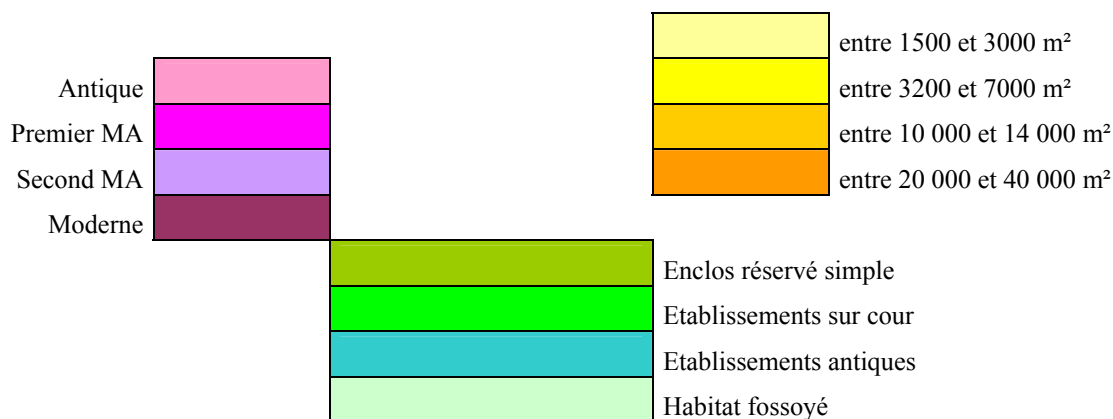 entre 1500 et 3000 m²
Antique
entre 3200 et 7000 m²
Premier MA
entre 10 000 et 14 000 m²
Second MA
entre 20 000 et 40 000 m²
Moderne
Enclos réservé simple
Etablissements sur cour
Etablissements antiques
Habitat fossoyé